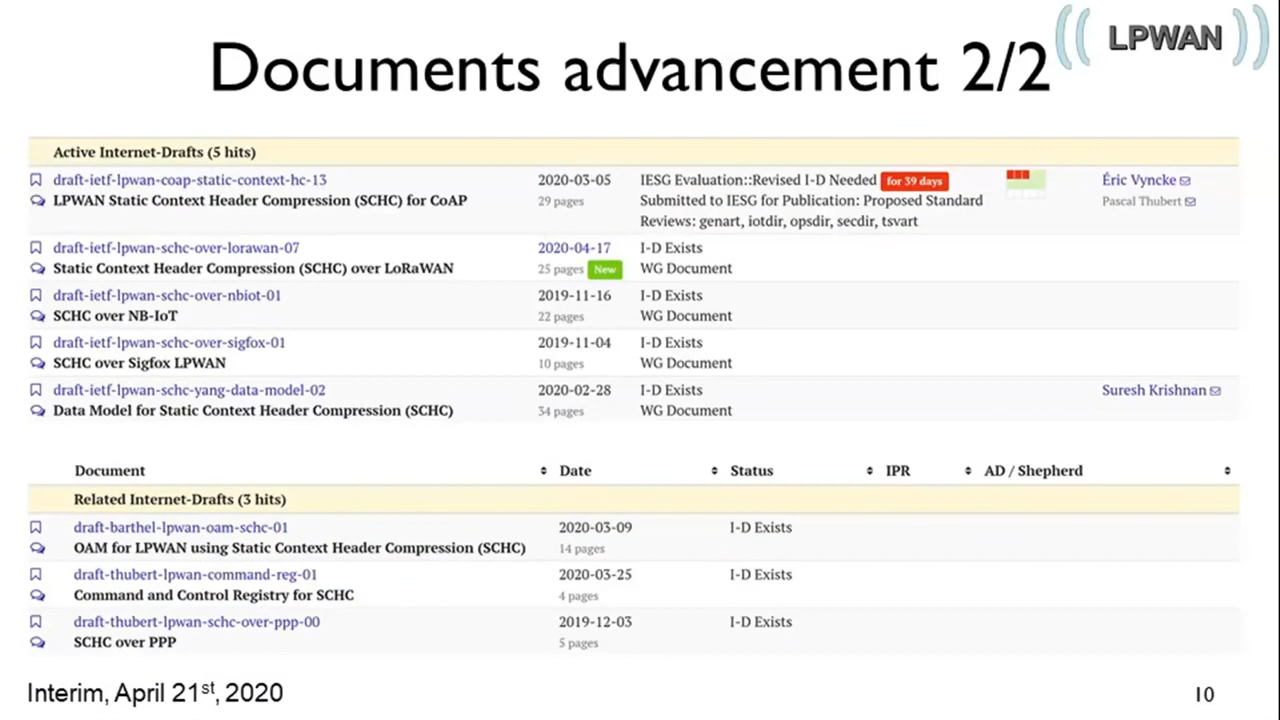 LPWAN
Documents advancement 2/2
Active Internet-Drafts (5 hits)
draft-ietf-lpwan-coap-static-context-hc-13 2020-03-05 IESG Evaluation::Revised I-D Needed for 39 days Éric Vyncke
LPWAN Static Context Header Compression (SCHC) for CoAP 29 pages Submitted to IESG for Publication: Proposed Standard Pascal Thubert
Reviews: genart, iotdir, opsdir, secdir, tsvart
draft-ietf-lpwan-schc-over-lorawan-07 2020-04-17 I-D Exists
Static Context Header Compression (SCHC) over LoRaWAN 25 pages New WG Document
draft-ietf-lpwan-schc-over-nbiot-01 2019-11-16 I-D Exists
SCHC over NB-IoT 22 pages WG Document
draft-ietf-lpwan-schc-over-sigfox-01 2019-11-04 I-D Exists
SCHC over Sigfox LPWAN 10 pages WG Document
draft-ietf-lpwan-schc-yang-data-model-02 2020-02-28 I-D Exists Suresh Krishnan
Data Model for Static Context Header Compression (SCHC) 34 pages WG Document
Document Date Status IPR AD / Shepherd
Related Internet-Drafts (3 hits)
draft-barthel-lpwan-oam-schc-01 2020-03-09 I-D Exists
OAM for LPWAN using Static Context Header Compression (SCHC) 14 pages
draft-thubert-lpwan-command-reg-01 2020-03-25 I-D Exists
Command and Control Registry for SCHC 4 pages
draft-thubert-lpwan-schc-over-ppp-00 2019-12-03 I-D Exists
SCHC over PPP 5 pages
Interim, April 21st, 2020 10